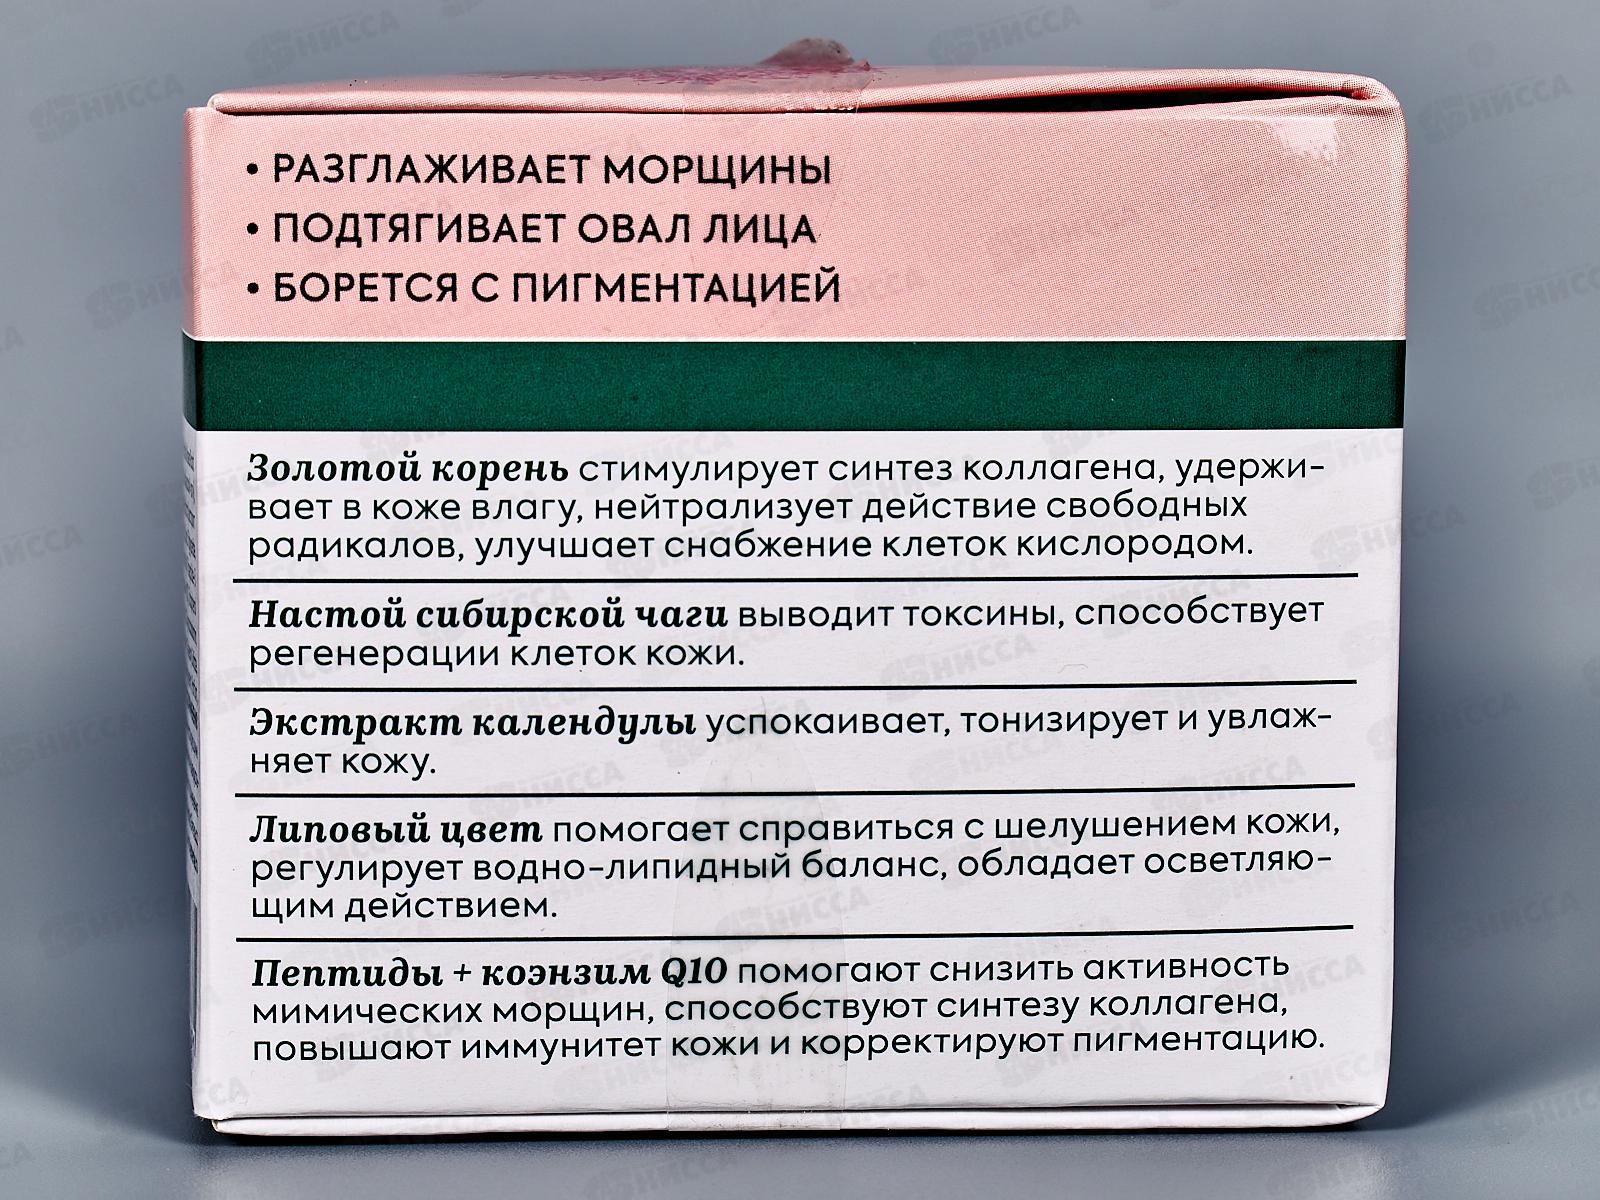 • РАЗГЛАЖИВАЕТ МОРЩИНЫ
• ПОДТЯГИВАЕТ ОВАЛ ЛИЦА
• БОРЕТСЯ С ПИГМЕНТАЦИЕЙ
Золотой корень стимулирует синтез коллагена, удержи-
вает в коже влагу, нейтрализует действие свободных
радикалов, улучшает снабжение клеток кислородом.
Настой сибирской чаги выводит токсины, способствует
регенерации клеток кожи.
Экстракт календулы успокаивает, тонизирует и увлаж-
няет кожу.
Липовый цвет помогает справиться с шелушением кожи,
регулирует водно-липидный баланс, обладает осветляю-
щим действием.
Пептиды + коэнзим Q10 помогают снизить активность
мимических морщин, способствуют синтезу коллагена,
повышают иммунитет кожи и корректируют пигментацию.